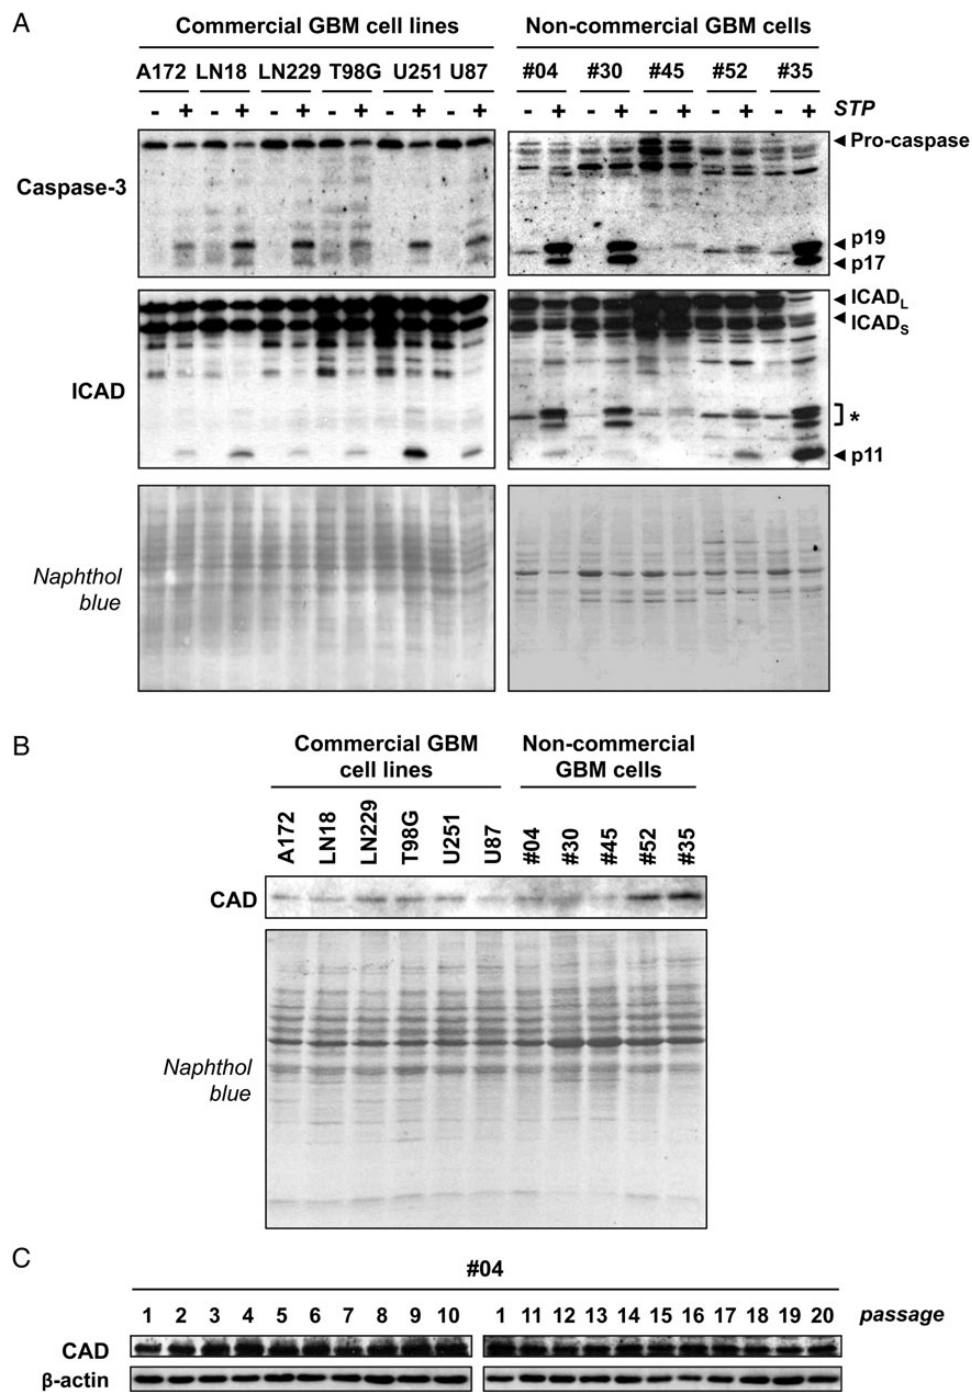 A
Commercial GBM cell lines
Non-commercial GBM cells
A172 LN18 LN229 T98G U251 U87
#04 #30 #45 #52 #35
- + - + - + - + - + - +
- + - + - + - + - + STP
Caspase-3
Pro-caspase
p19
p17
ICAD
ICADL
ICADS
*
p11
Naphthol
blue
B
Commercial GBM
cell lines
Non-commercial
GBM cells
A172 LN18 LN229 T98G U251 U87 #04 #30 #45 #52 #35
CAD
Naphthol
blue
C
#04
1 2 3 4 5 6 7 8 9 10 1 11 12 13 14 15 16 17 18 19 20 passage
CAD
β-actin